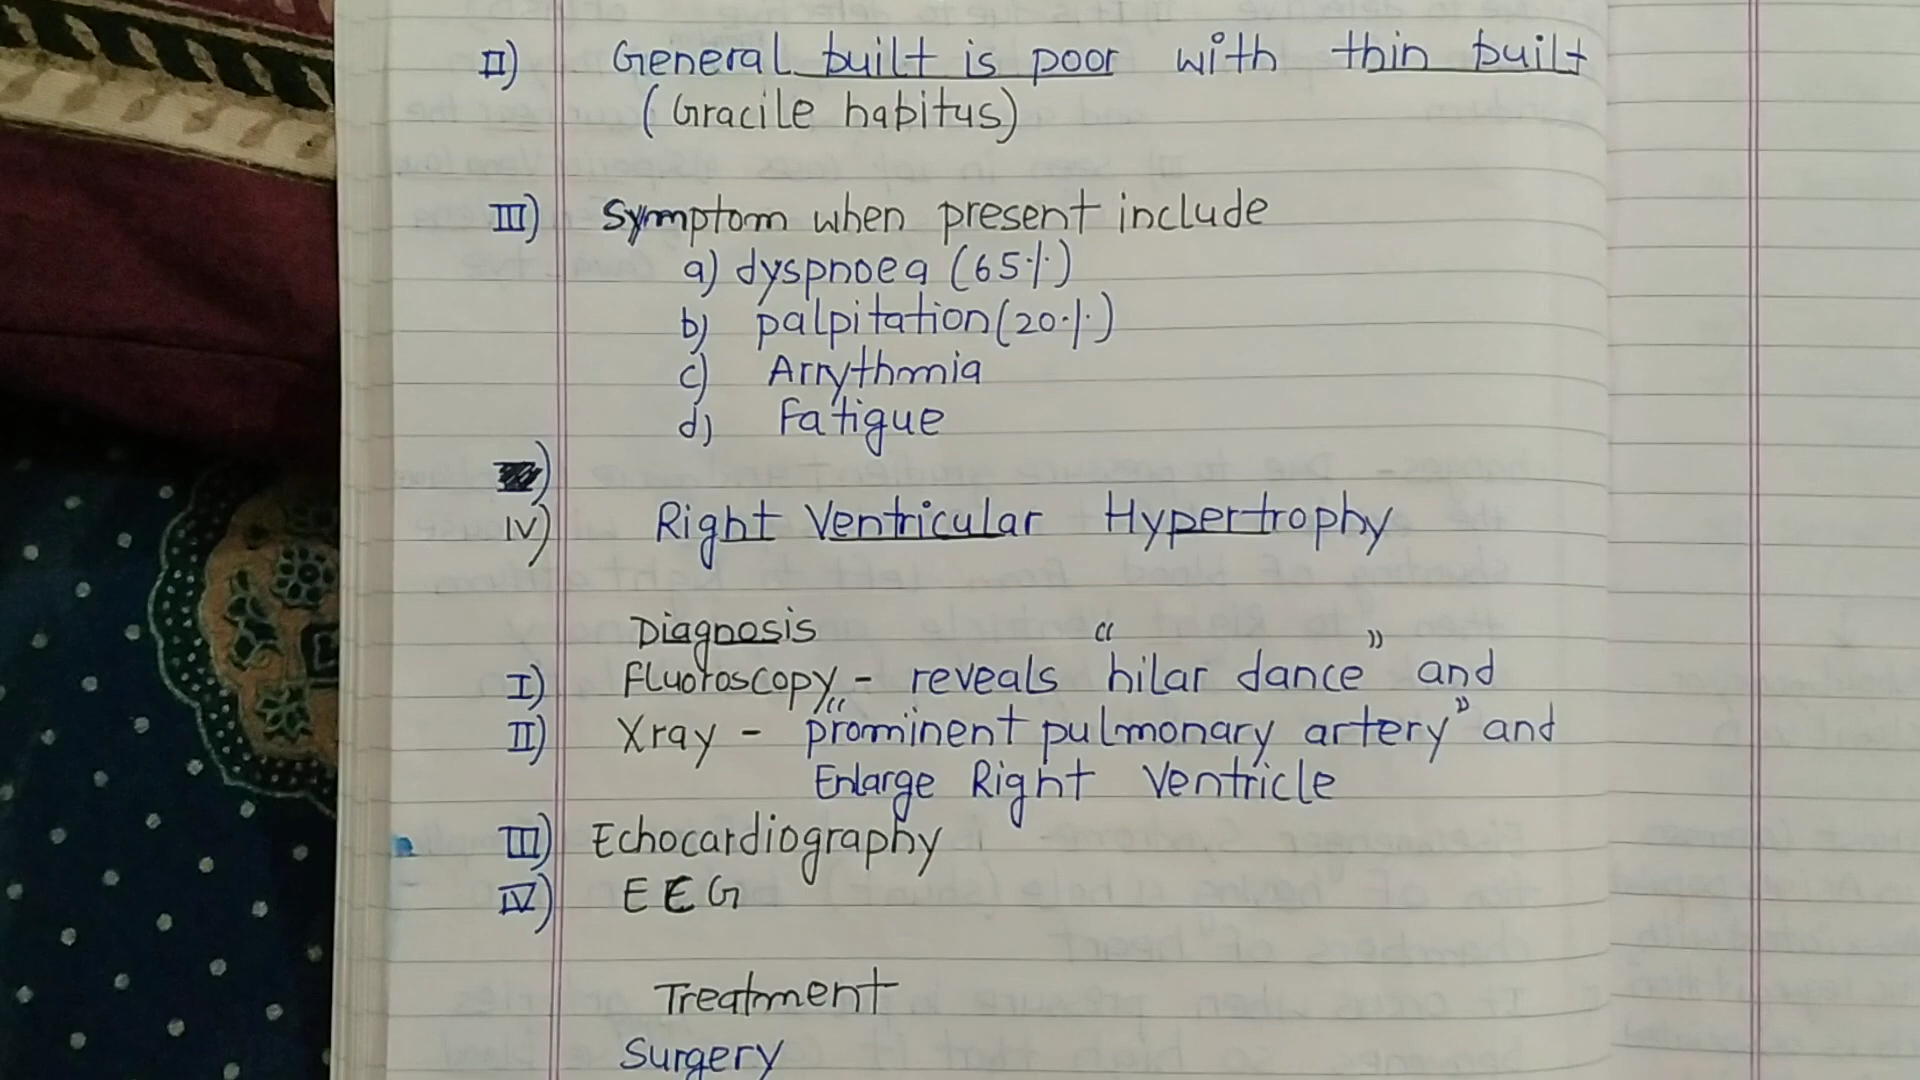 II) General built is poor with thin built
(Gracile habitus)
III) Symptom when present include
a) dyspnoea (65%)
b) palpitation (20%)
c) Arrythmia
d) Fatigue
)
IV) Right Ventricular Hypertrophy
Diagnosis
I) Fluoroscopy - reveals "hilar dance" and
II) Xray - "prominent pulmonary artery" and
Enlarge Right Ventricle
III) Echocardiography
IV) EEG
Treatment
Surgery